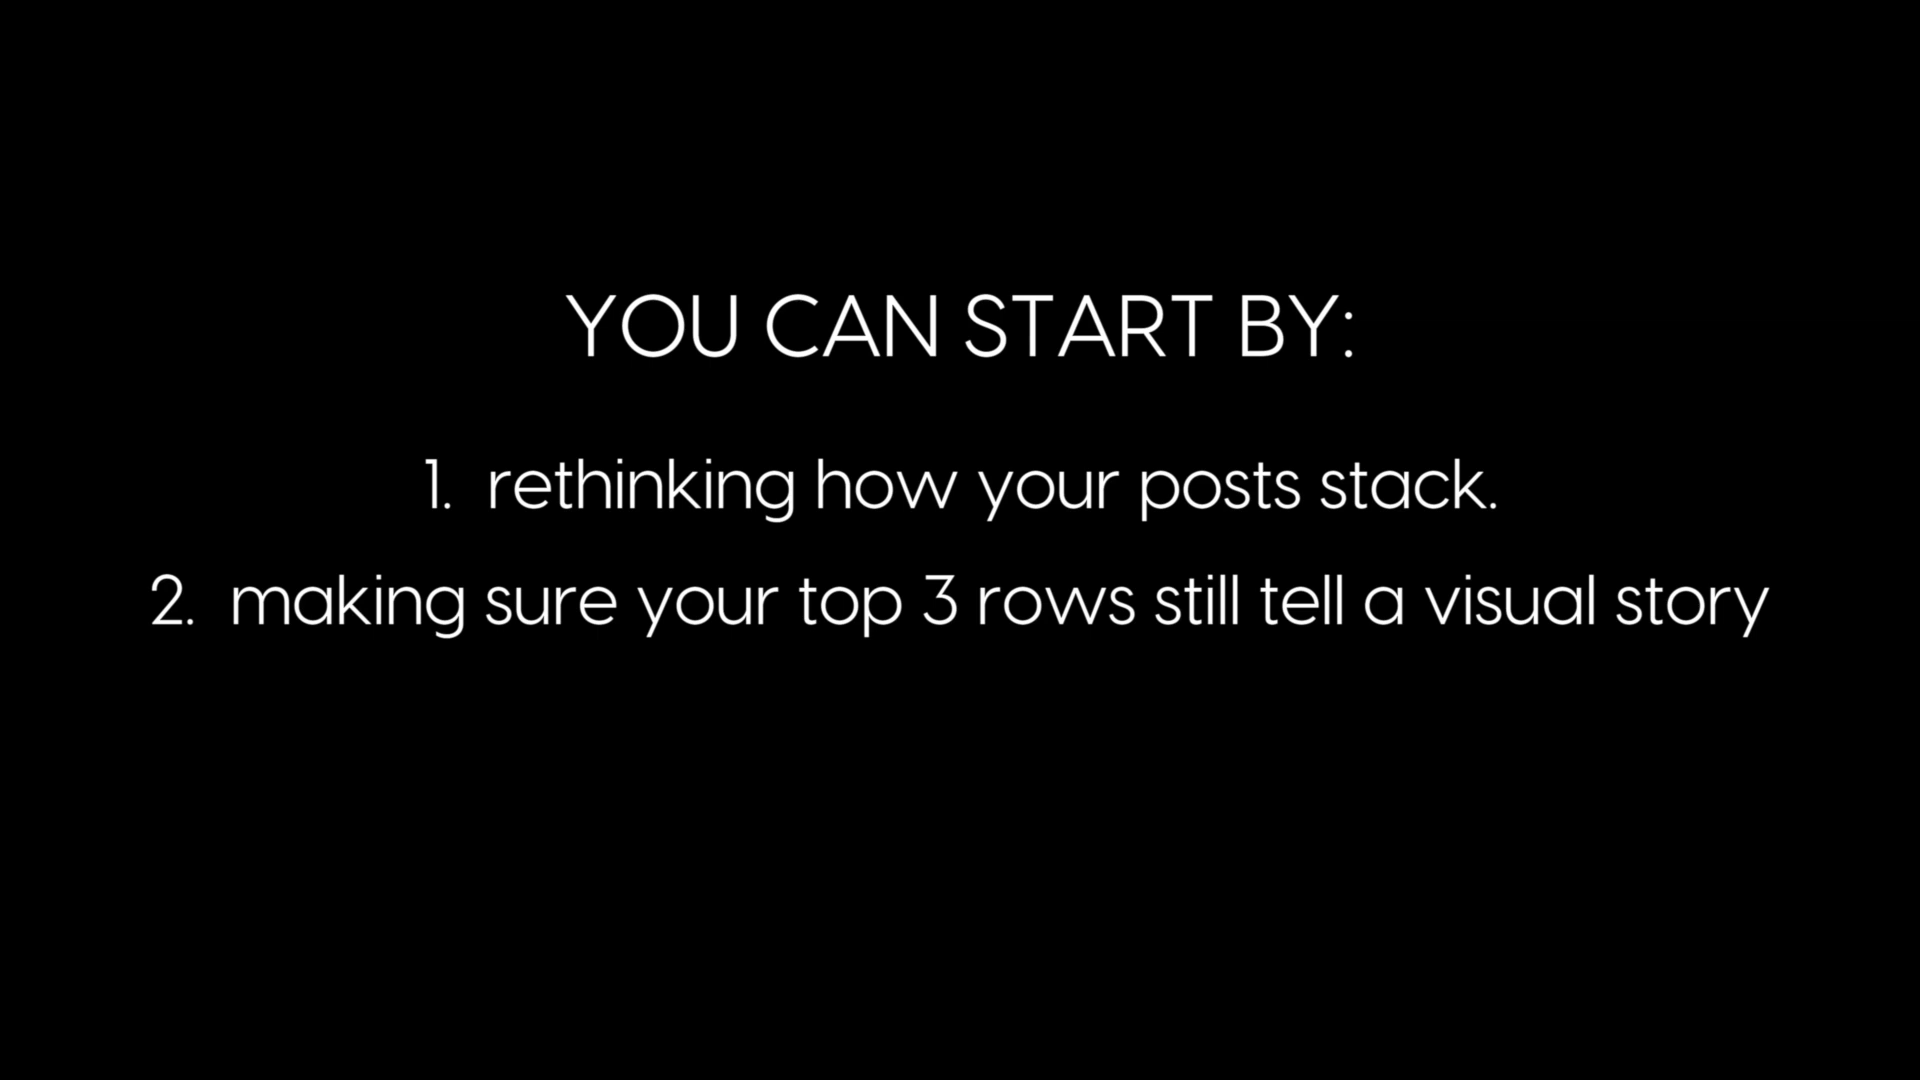 YOU CAN START BY:
1. rethinking how your posts stack.
2. making sure your top 3 rows still tell a visual story